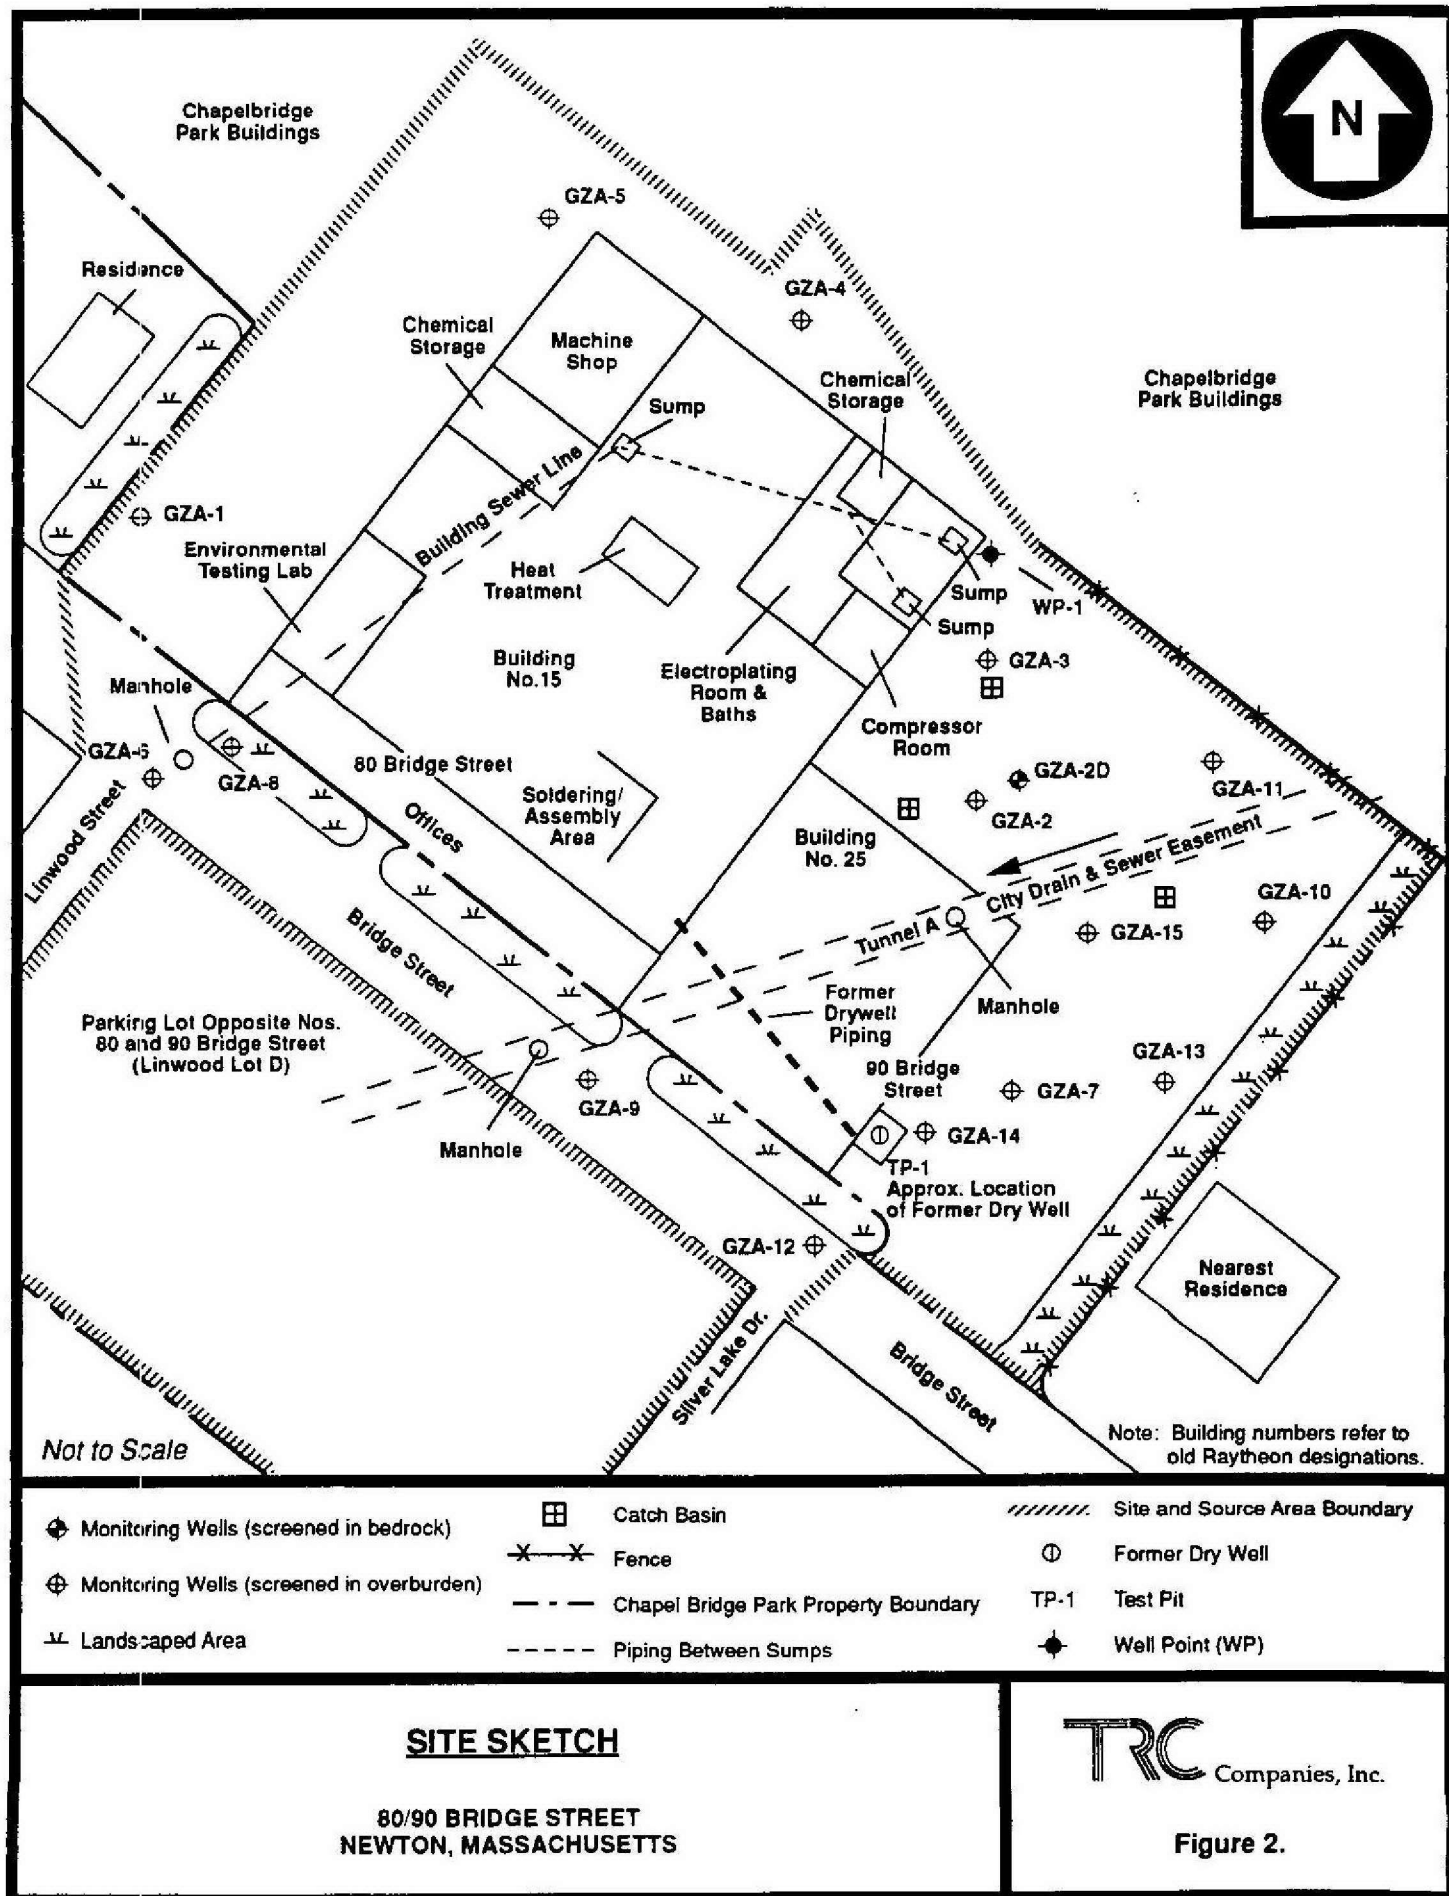 N
Chapelbridge
Park Buildings
GZA-5
Residence
GZA-4
Chemical
Storage
Machine
Shop
Chemical
Storage
Chapelbridge
Park Buildings
Sump
Building Sewer Line
GZA-1
Environmental
Testing Lab
Heat
Treatment
Sump
WP-1
Sump
Building
No.15
Electroplating
Room &
Baths
GZA-3
Manhole
Compressor
Room
GZA-6
GZA-8
80 Bridge Street
GZA-2D
GZA-11
Linwood Street
Offices
Soldering/
Assembly
Area
GZA-2
Building
No. 25
City Drain & Sewer Easement
GZA-10
Tunnel A
GZA-15
Bridge Street
Manhole
Former
Drywell
Piping
Parking Lot Opposite Nos.
80 and 90 Bridge Street
(Linwood Lot D)
GZA-13
90 Bridge
Street
GZA-7
GZA-9
Manhole
GZA-14
TP-1
Approx. Location
of Former Dry Well
GZA-12
Nearest
Residence
Silver Lake Dr.
Bridge Street
Not to Scale
Note: Building numbers refer to
old Raytheon designations.
Monitoring Wells (screened in bedrock)
Monitoring Wells (screened in overburden)
Landscaped Area
Catch Basin
Fence
Chapel Bridge Park Property Boundary
Piping Between Sumps
Site and Source Area Boundary
Former Dry Well
TP-1 Test Pit
Well Point (WP)
SITE SKETCH
80/90 BRIDGE STREET
NEWTON, MASSACHUSETTS
TRC Companies, Inc.
Figure 2.